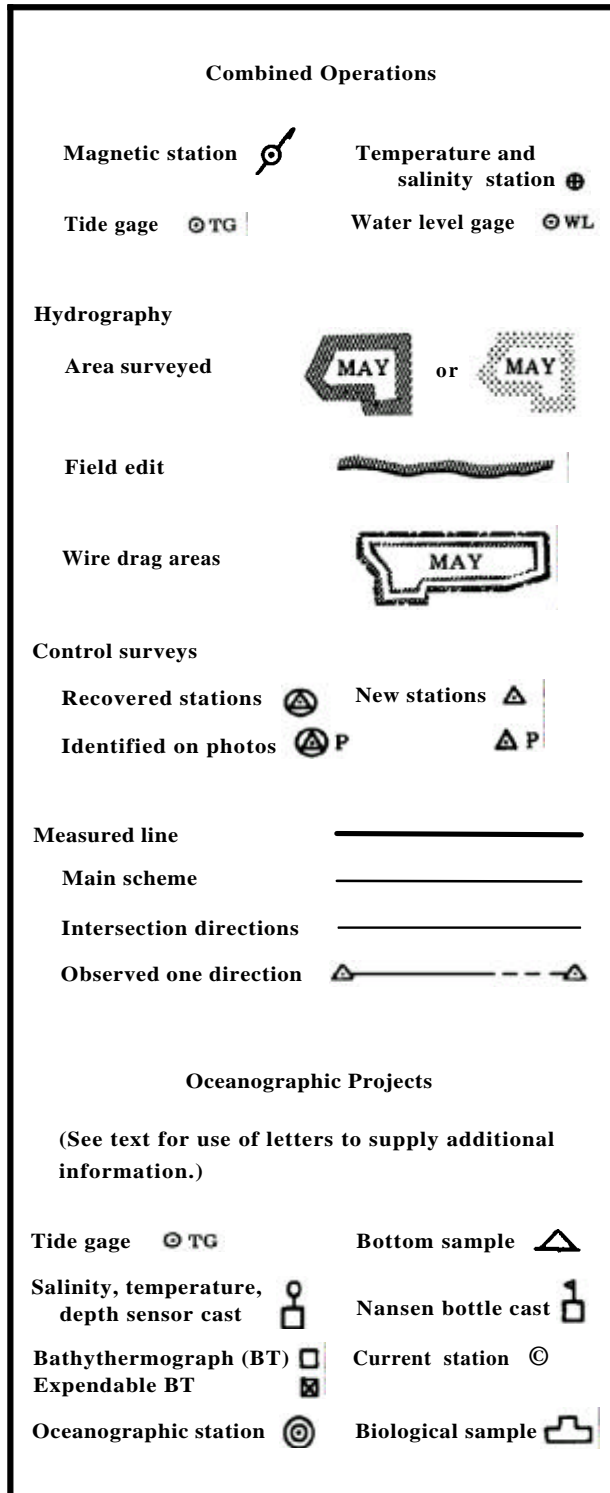 Combined Operations
Magnetic station
Temperature and
salinity station
Tide gage TG
Water level gage WL
Hydrography
Area surveyed MAY or MAY
Field edit
Wire drag areas MAY
Control surveys
Recovered stations
New stations
Identified on photos P
P
Measured line
Main scheme
Intersection directions
Observed one direction
Oceanographic Projects
(See text for use of letters to supply additional
information.)
Tide gage TG
Bottom sample
Salinity, temperature,
depth sensor cast
Nansen bottle cast
Bathythermograph (BT)
Expendable BT
Current station ©
Oceanographic station
Biological sample